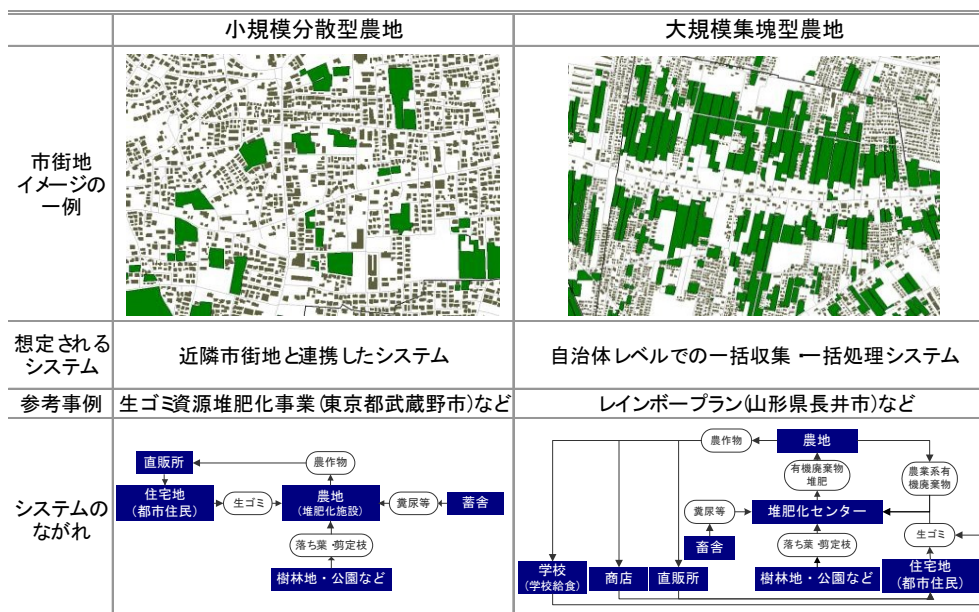 小規模分散型農地
大規模集塊型農地
市街地
イメージの
一例
想定される
システム
近隣市街地と連携したシステム
自治体レベルでの一括収集・一括処理システム
参考事例
生ゴミ資源堆肥化事業(東京都武蔵野市)など
レインボープラン(山形県長井市)など
システムの
ながれ
直販所
農作物
住宅地
(都市住民)
生ゴミ
農地
(堆肥化施設)
糞尿等
蓄舎
落ち葉・剪定枝
樹林地・公園など
農作物
農地
有機廃棄物
堆肥
農業系有
機廃棄物
糞尿等
堆肥化センター
畜舎
落ち葉・剪定枝
生ゴミ
学校
(学校給食)
商店
直販所
樹林地・公園など
住宅地
(都市住民)